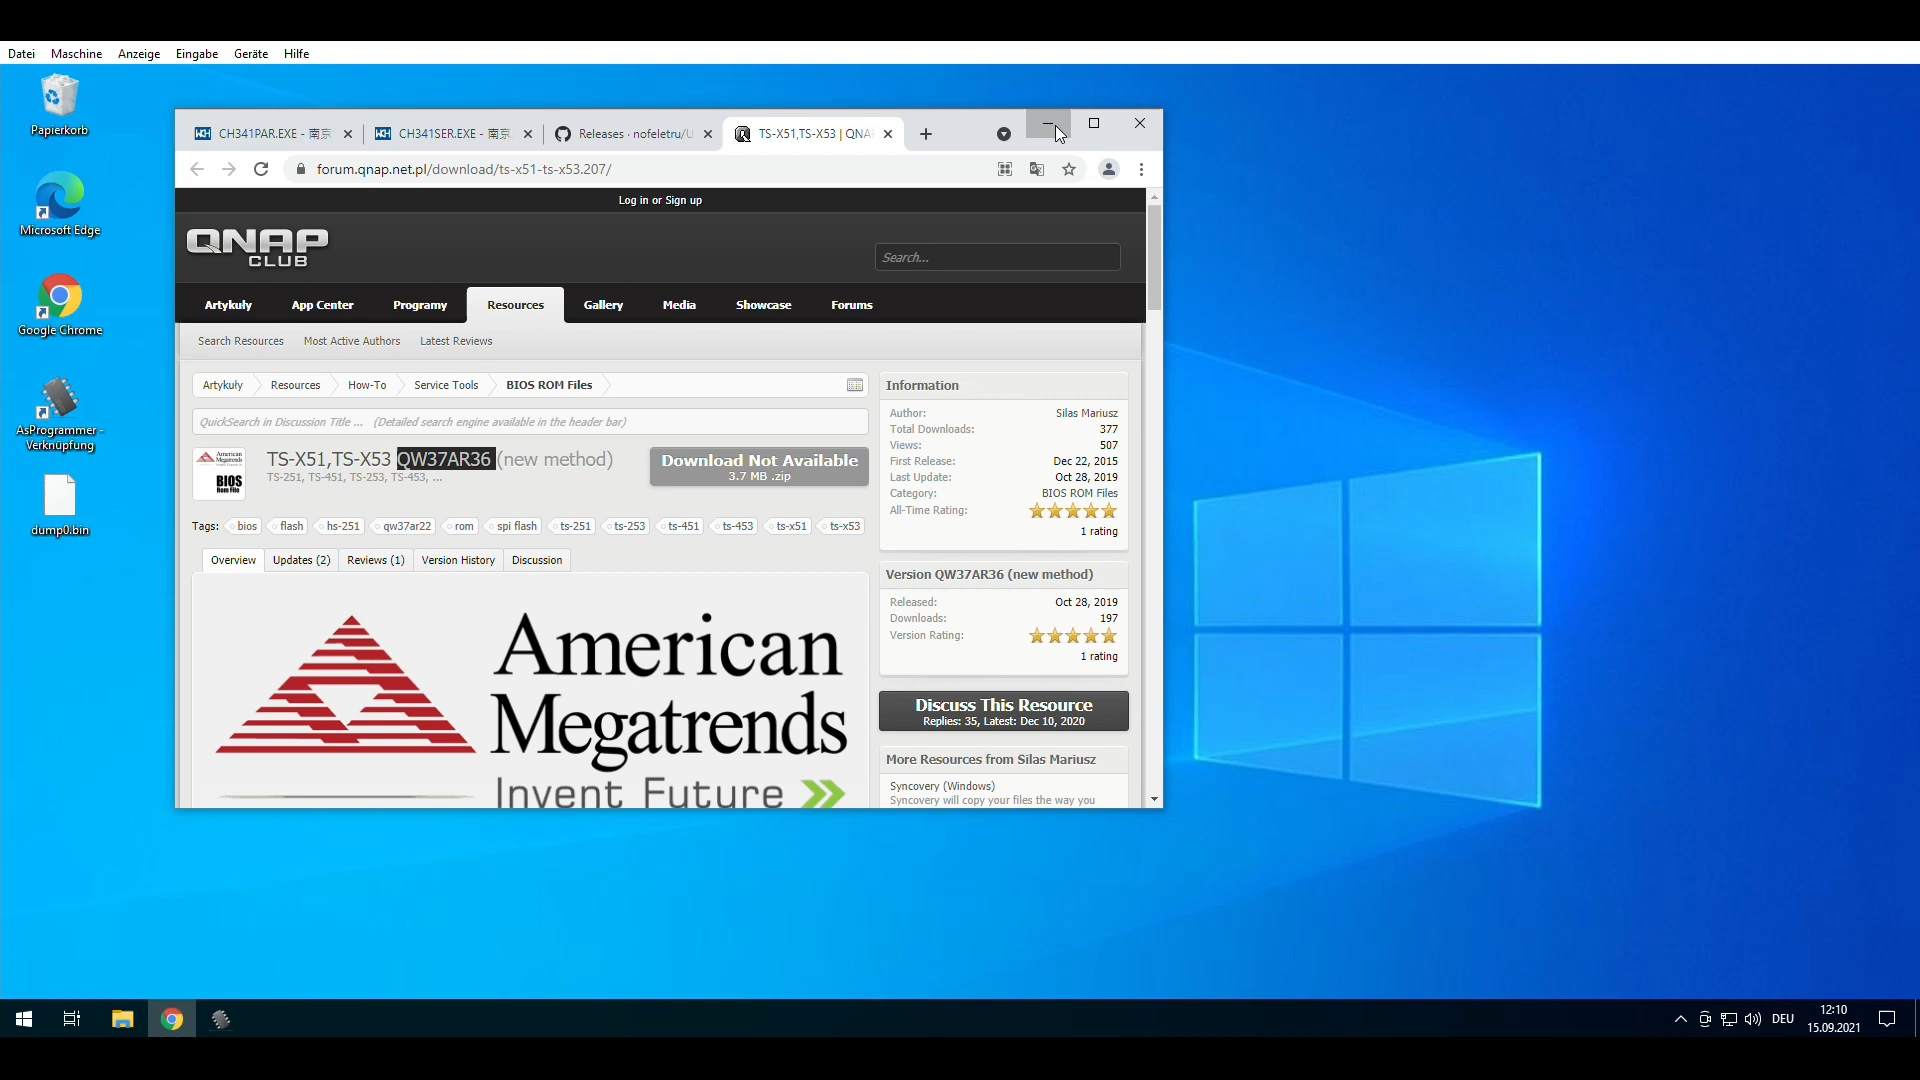 Datei Maschine Anzeige Eingabe Geräte Hilfe
Papierkorb
Microsoft Edge
Google Chrome
AsProgrammer -
Verknüpfung
dump0.bin
CH341PAR.EXE - 南京
CH341SER.EXE - 南京
Releases · nofeletru/U
TS-X51,TS-X53 | QNA
forum.qnap.net.pl/download/ts-x51-ts-x53.207/
Log in or Sign up
QNAP
CLUB
Search...
Artykuły App Center Programy Resources Gallery Media Showcase Forums
Search Resources Most Active Authors Latest Reviews
Artykuły Resources How-To Service Tools BIOS ROM Files
QuickSearch in Discussion Title ... (Detailed search engine available in the header bar)
American
Megatrends
BIOS
Rom File
TS-X51,TS-X53 QW37AR36 (new method)
TS-251, TS-451, TS-253, TS-453, ...
Download Not Available
3.7 MB .zip
Tags: bios flash hs-251 qw37ar22 rom spi flash ts-251 ts-253 ts-451 ts-453 ts-x51 ts-x53
Overview Updates (2) Reviews (1) Version History Discussion
American
Megatrends
Invent Future
Information
Author: Silas Mariusz
Total Downloads: 377
Views: 507
First Release: Dec 22, 2015
Last Update: Oct 28, 2019
Category: BIOS ROM Files
All-Time Rating:
1 rating
Version QW37AR36 (new method)
Released: Oct 28, 2019
Downloads: 197
Version Rating:
1 rating
Discuss This Resource
Replies: 35, Latest: Dec 10, 2020
More Resources from Silas Mariusz
Syncovery (Windows)
Syncovery will copy your files the way you
DEU
12:10
15.09.2021